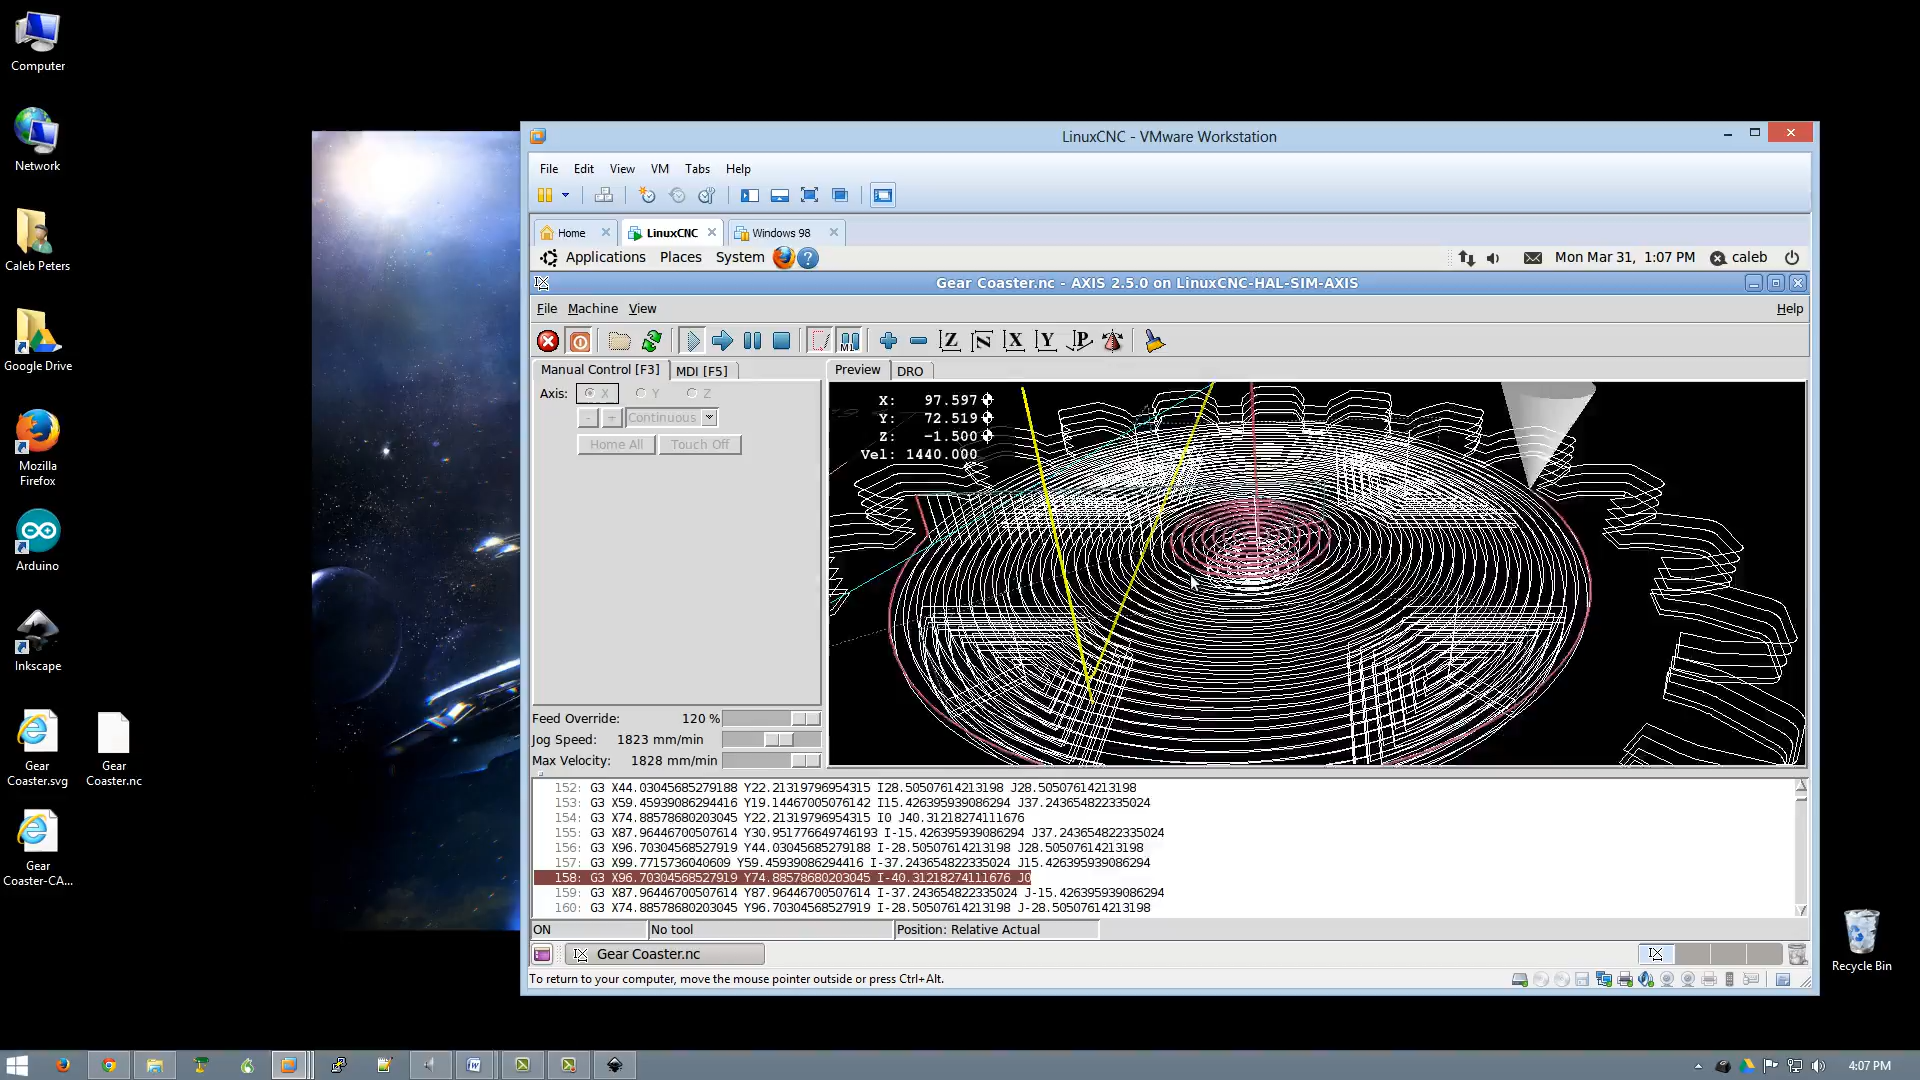 Computer
Network
Caleb Peters
Google Drive
Mozilla
Firefox
Arduino
Inkscape
Gear
Coaster.svg
Gear
Coaster.nc
Gear
Coaster-CA...
Recycle Bin
LinuxCNC - VMware Workstation
File Edit View VM Tabs Help
Home LinuxCNC Windows 98
Applications Places System Mon Mar 31, 1:07 PM caleb
Gear Coaster.nc - AXIS 2.5.0 on LinuxCNC-HAL-SIM-AXIS
File Machine View Help
M1 Z N X Y P
Manual Control [F3] MDI [F5] Preview DRO
Axis: X Y Z
- + Continuous
Home All Touch Off
X: 97.597
Y: 72.519
Z: -1.500
Vel: 1440.000
Feed Override: 120 %
Jog Speed: 1823 mm/min
Max Velocity: 1828 mm/min
152: G3 X44.03045685279188 Y22.21319796954315 I28.50507614213198 J28.50507614213198
153: G3 X59.45939086294416 Y19.14467005076142 I15.426395939086294 J37.243654822335024
154: G3 X74.88578680203045 Y22.21319796954315 I0 J40.31218274111676
155: G3 X87.96446700507614 Y30.951776649746193 I-15.426395939086294 J37.243654822335024
156: G3 X96.70304568527919 Y44.03045685279188 I-28.50507614213198 J28.50507614213198
157: G3 X99.7715736040609 Y59.45939086294416 I-37.243654822335024 J15.426395939086294
158: G3 X96.70304568527919 Y74.88578680203045 I-40.31218274111676 J0
159: G3 X87.96446700507614 Y87.96446700507614 I-37.243654822335024 J-15.426395939086294
160: G3 X74.88578680203045 Y96.70304568527919 I-28.50507614213198 J-28.50507614213198
ON No tool Position: Relative Actual
Gear Coaster.nc
To return to your computer, move the mouse pointer outside or press Ctrl+Alt.
4:07 PM